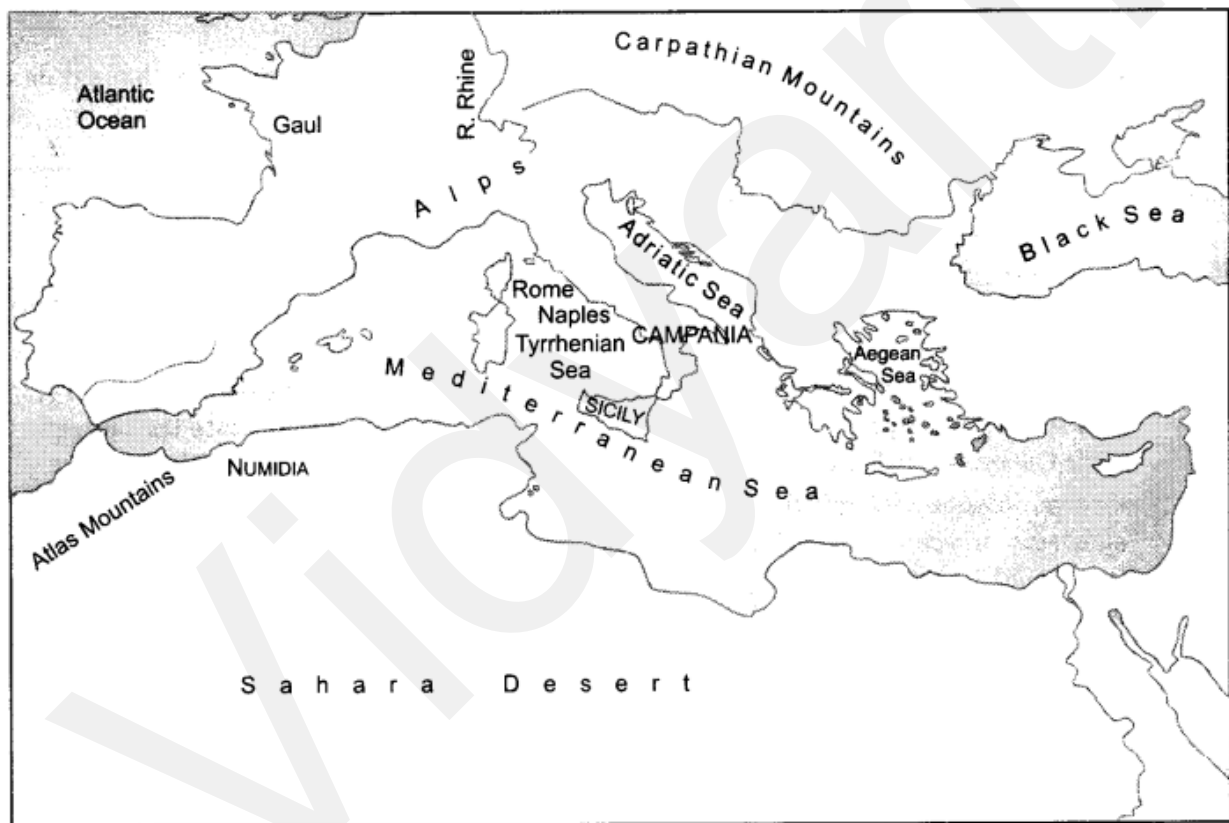 Carpathian Mountains
R. Rhine
Atlantic
Ocean
Gaul
Alps
Black Sea
Adriatic Sea
Rome
Naples
Tyrrhenian
Sea
CAMPANIA
Aegean
Sea
Mediterranean Sea
SICILY
NUMIDIA
Atlas Mountains
Sahara Desert